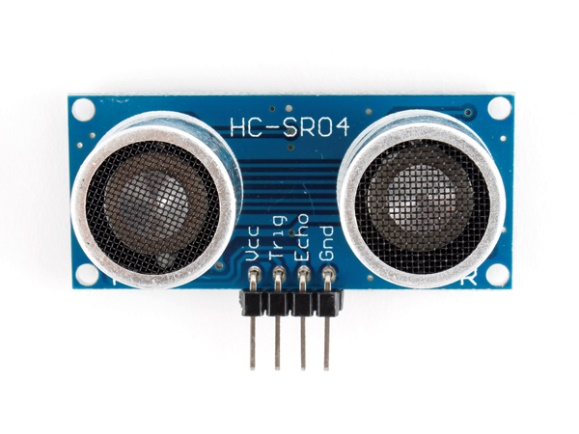 HC-SR04
Vcc
Trig
Echo
Gnd
R